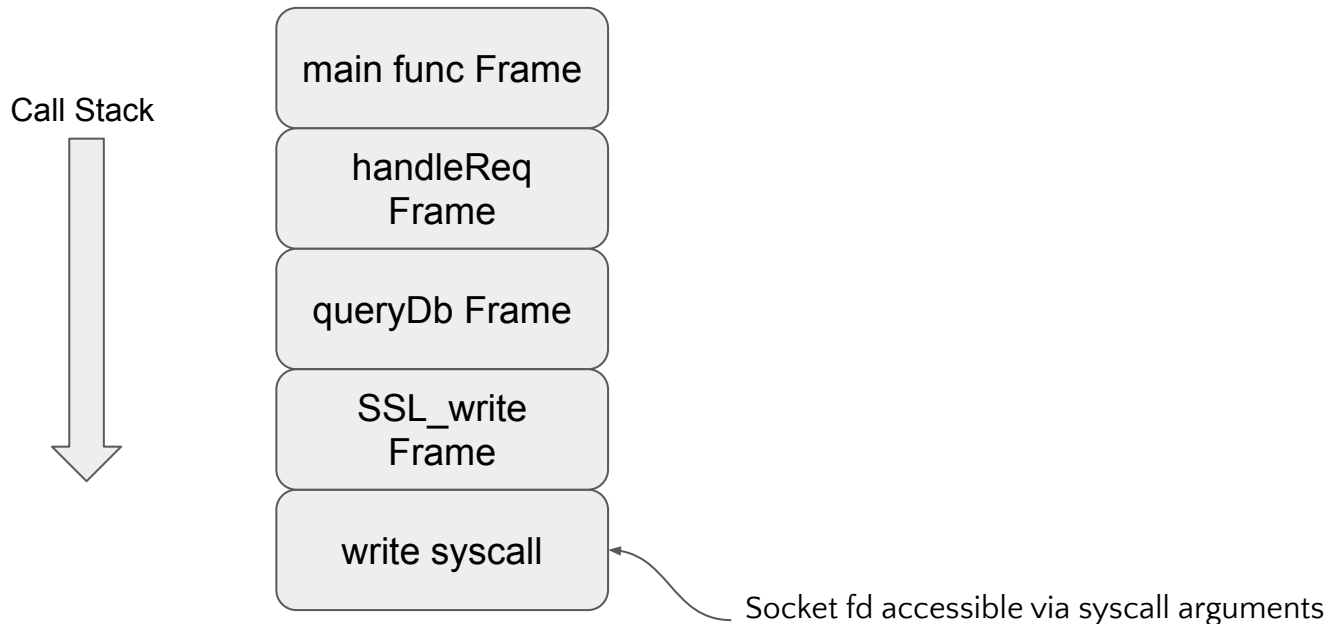 main func Frame
Call Stack
handleReq
Frame
queryDb Frame
SSL_write
Frame
write syscall
Socket fd accessible via syscall arguments